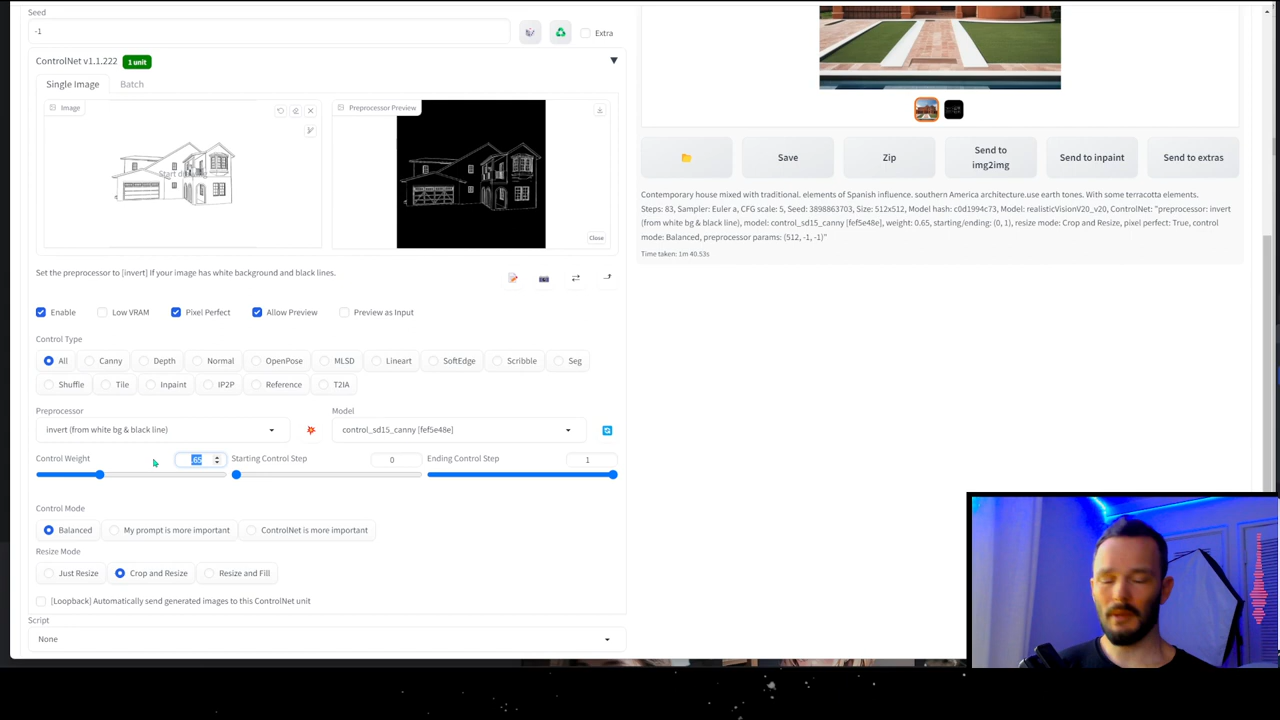 Seed
-1
Extra
ControlNet v1.1.222 1 unit
Single Image Batch
Image
Preprocessor Preview
Close
Set the preprocessor to [invert] If your image has white background and black lines.
Enable Low VRAM Pixel Perfect Allow Preview Preview as Input
Control Type
All Canny Depth Normal OpenPose MLSD Lineart SoftEdge Scribble Seg
Shuffle Tile Inpaint IP2P Reference T2IA
Preprocessor Model
invert (from white bg & black line) control_sd15_canny [fef5e48e]
Control Weight .65 Starting Control Step 0 Ending Control Step 1
Control Mode
Balanced My prompt is more important ControlNet is more important
Resize Mode
Just Resize Crop and Resize Resize and Fill
[Loopback] Automatically send generated images to this ControlNet unit
Script
None
Save Zip Send to img2img Send to inpaint Send to extras
Contemporary house mixed with traditional. elements of Spanish influence, southern America architecture.use earth tones. With some terracotta elements.
Steps: 83, Sampler: Euler a, CFG scale: 5, Seed: 3898863703, Size: 512x512, Model hash: c0d1994c73, Model: realisticVisionV20_v20, ControlNet: "preprocessor: invert
(from white bg & black line), model: control_sd15_canny [fef5e48e], weight: 0.65, starting/ending: (0, 1), resize mode: Crop and Resize, pixel perfect: True, control
mode: Balanced, preprocessor params: (512, -1, -1)"
Time taken: 1m 40.53s